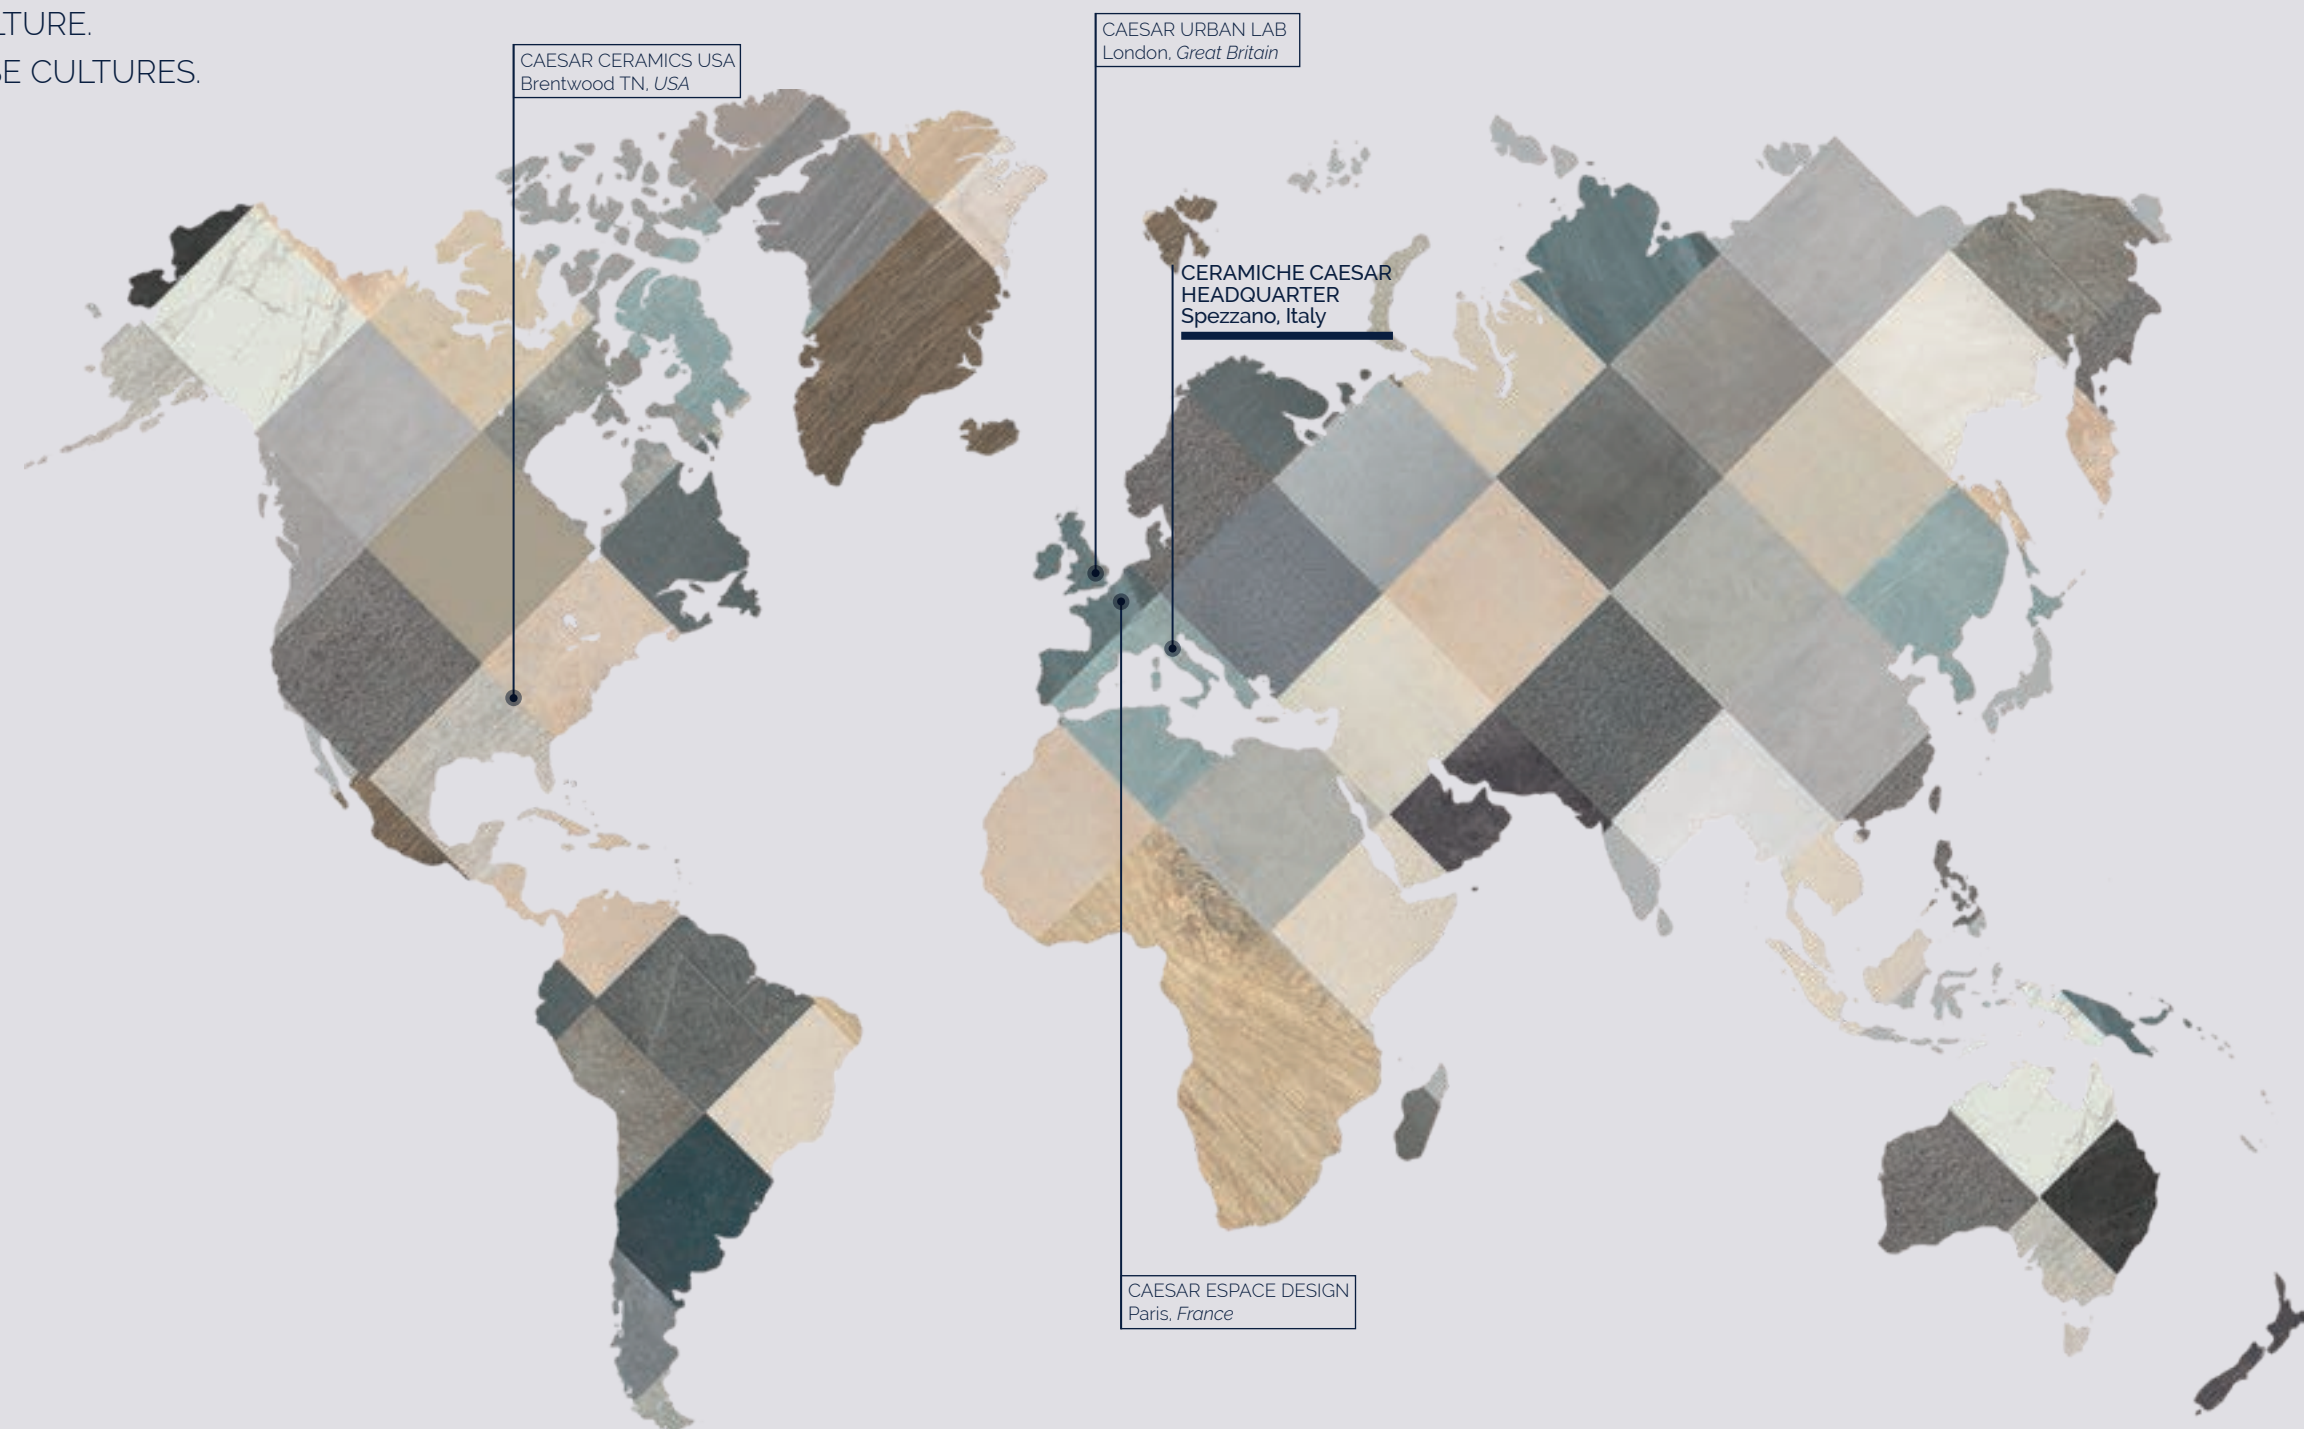 LTURE.
SE CULTURES.
CAESAR CERAMICS USA
Brentwood TN, USA
CAESAR URBAN LAB
London, Great Britain
CERAMICHE CAESAR
HEADQUARTER
Spezzano, Italy
CAESAR ESPACE DESIGN
Paris, France